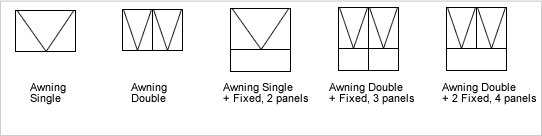 Awning
Single
Awning
Double
Awning Single
+ Fixed, 2 panels
Awning Double
+ Fixed, 3 panels
Awning Double
+ 2 Fixed, 4 panels